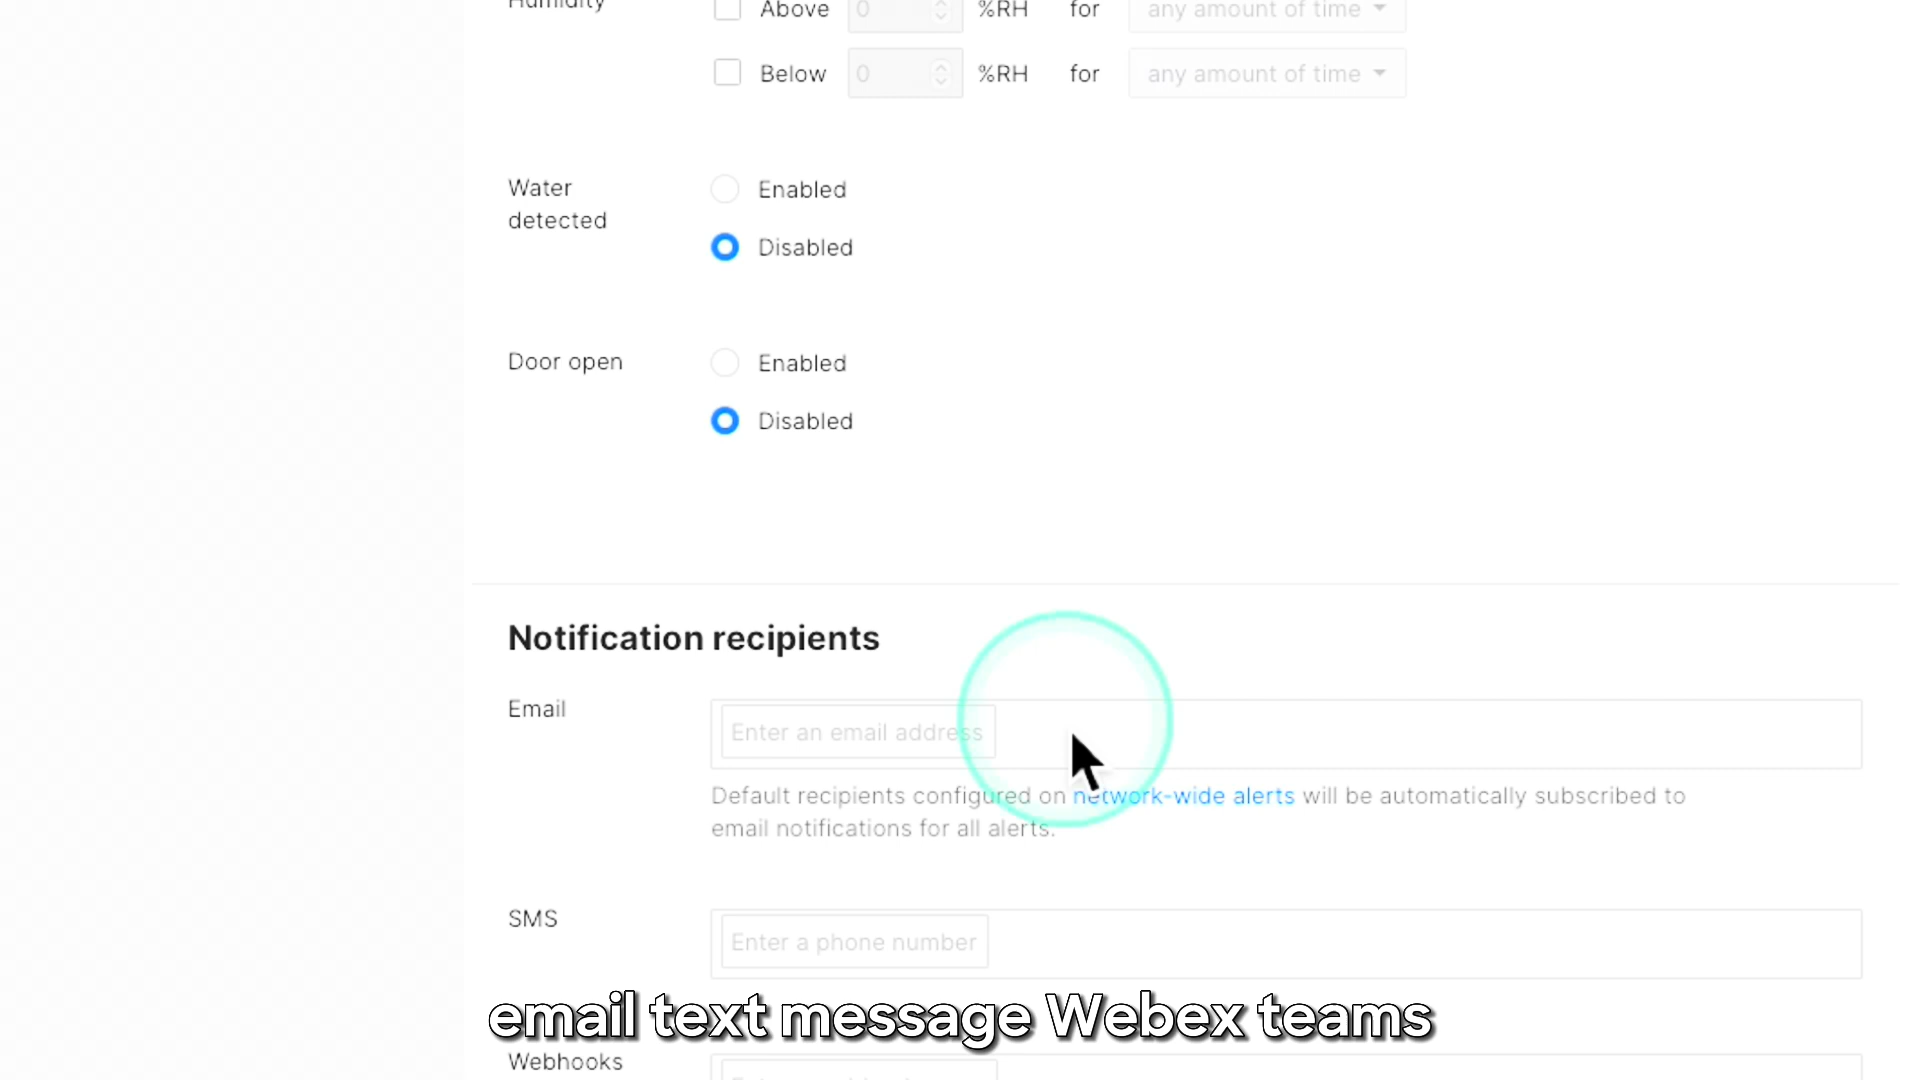 Humidity
Above 0 %RH for any amount of time
Below 0 %RH for any amount of time
Water
detected
Enabled
Disabled
Door open
Enabled
Disabled
Notification recipients
Email
Enter an email address
Default recipients configured on network-wide alerts will be automatically subscribed to
email notifications for all alerts.
SMS
Enter a phone number
email text message Webex teams
Webhooks